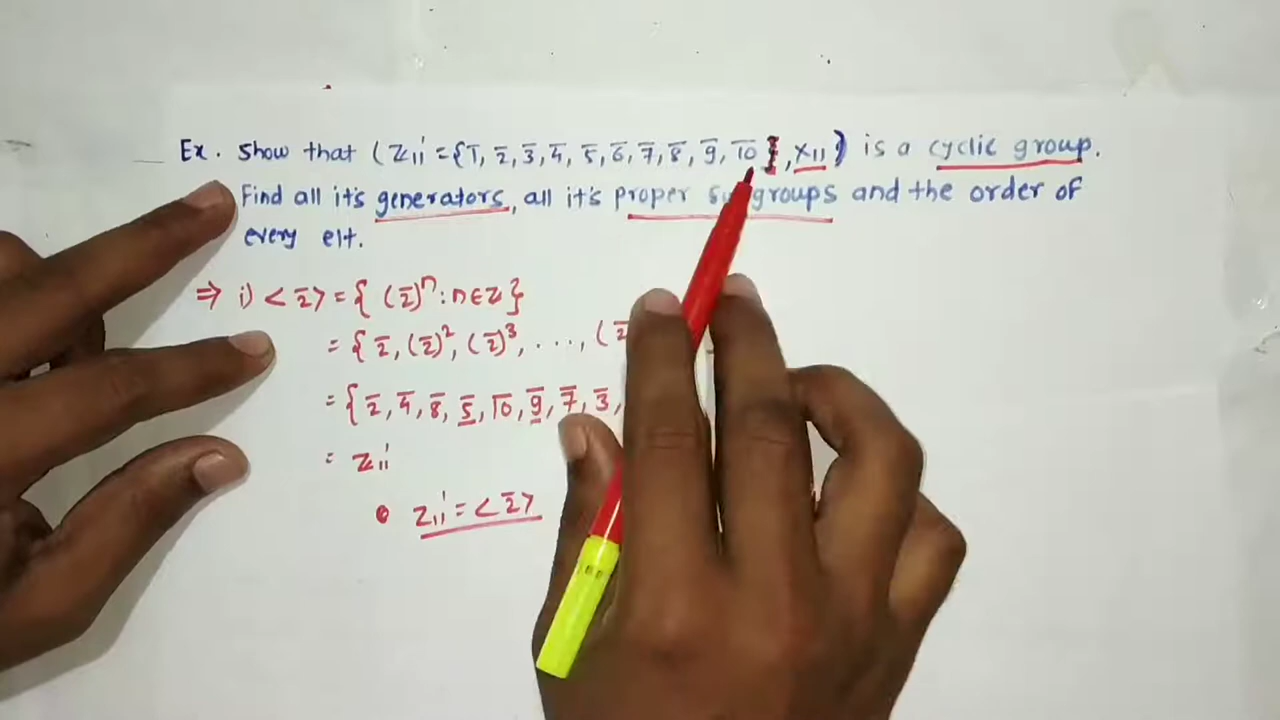 Ex. Show that (Z₁₁' = {1̅, 2̅, 3̅, 4̅, 5̅, 6̅, 7̅, 8̅, 9̅, 1̅0̅}, ×₁₁) is a cyclic group.
Find all it's generators, all it's proper groups and the order of
every elt.
⇒ i) <2̅> = { (2̅)ⁿ : n ∈ Z }
= { 2̅, (2̅)², (2̅)³, ...., (2̅
= { 2̅, 4̅, 8̅, 5̅, 1̅0̅, 9̅, 7̅, 3̅,
= Z₁₁'
• Z₁₁' = <2̅>